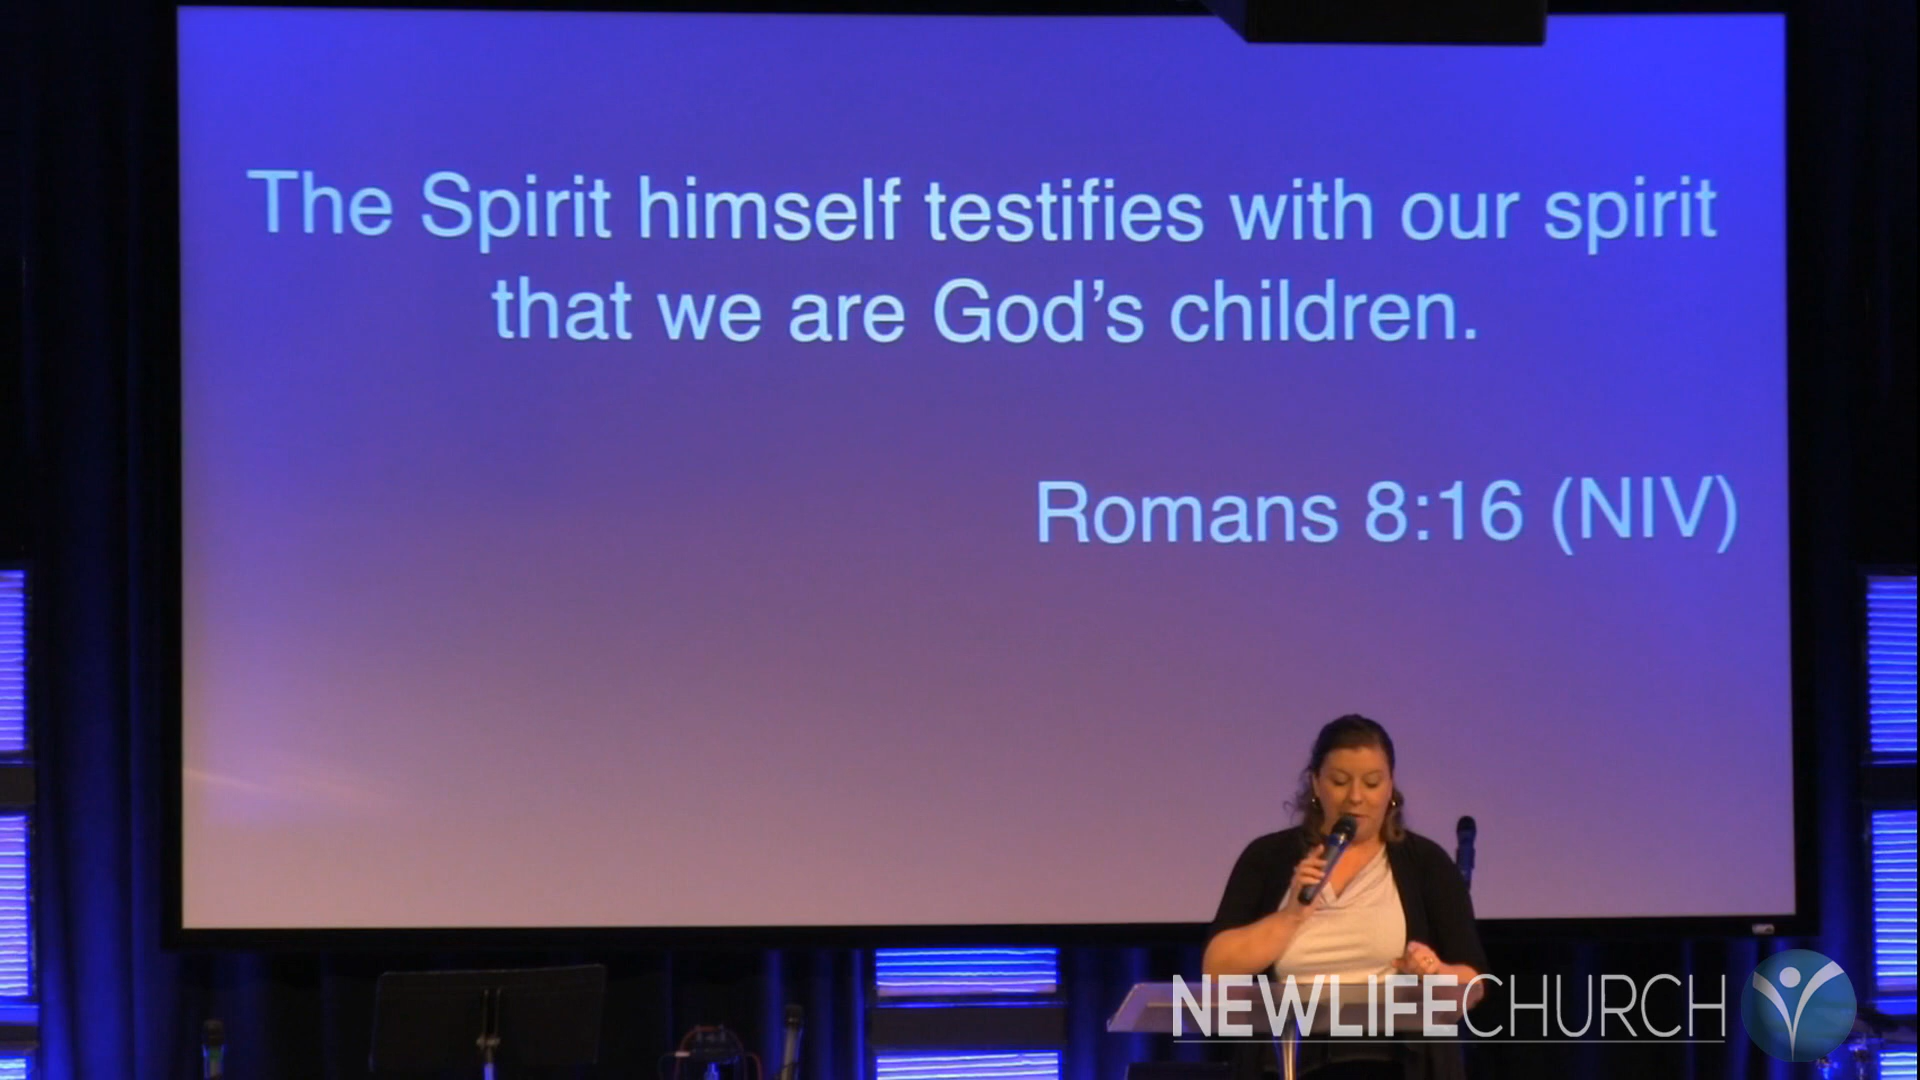 The Spirit himself testifies with our spirit
that we are God’s children.
Romans 8:16 (NIV)
NEWLIFECHURCH